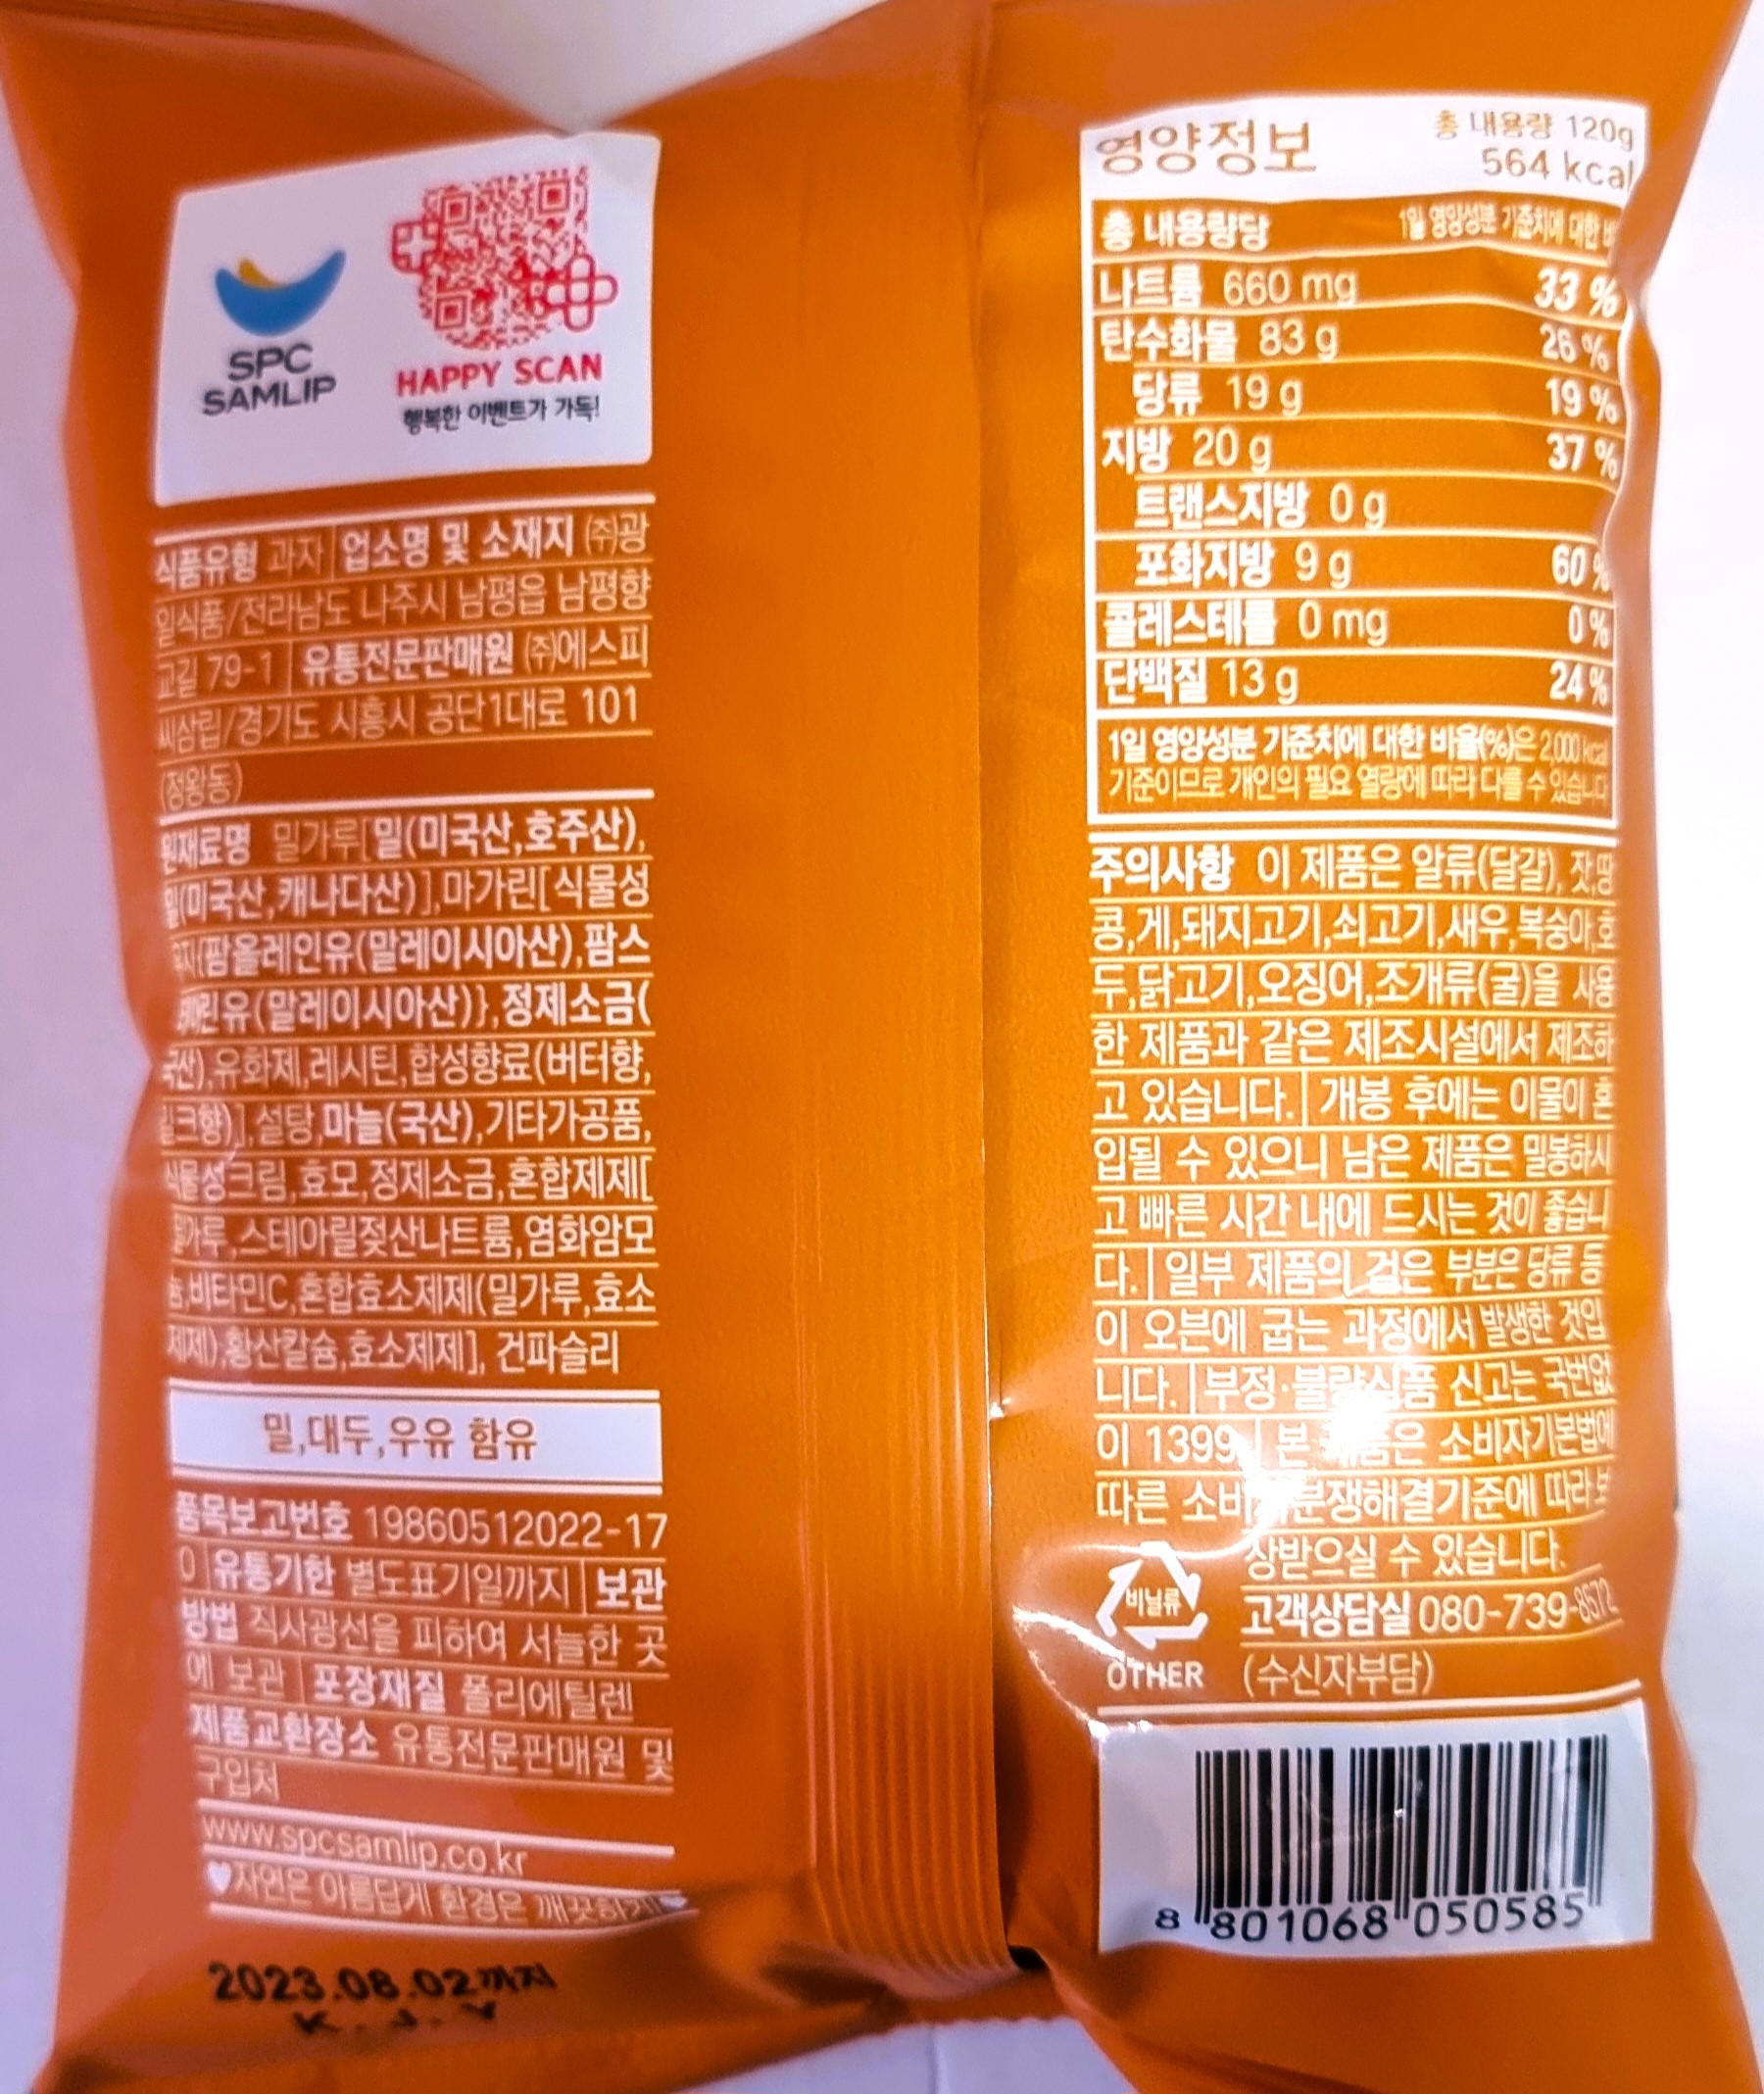 SPC
SAMLIP
HAPPY SCAN
행복한 이벤트가 가득!
식품유형 과자 | 업소명 및 소재지 ㈜광
일식품/전라남도 나주시 남평읍 남평향
교길 79-1 | 유통전문판매원 ㈜에스피
씨삼립/경기도 시흥시 공단1대로 101
(정왕동)
원재료명 밀가루[밀(미국산,호주산),
밀(미국산,캐나다산)],마가린[식물성
유지{팜올레인유(말레이시아산),팜스
테아린유(말레이시아산)},정제소금(
국산),유화제,레시틴,합성향료(버터향,
밀크향)],설탕,마늘(국산),기타가공품,
식물성크림,효모,정제소금,혼합제제[
밀가루,스테아릴젖산나트륨,염화암모
늄,비타민C,혼합효소제제(밀가루,효소
제제),황산칼슘,효소제제], 건파슬리
밀,대두,우유 함유
품목보고번호 19860512022-17
0 | 유통기한 별도표기일까지 | 보관
방법 직사광선을 피하여 서늘한 곳
에 보관 | 포장재질 폴리에틸렌
제품교환장소 유통전문판매원 및
구입처
www.spcsamlip.co.kr
♥자연은 아름답게 환경은 깨끗하게♥
2023.08.02까지
K.J.Y
영양정보
총 내용량 120g
564 kcal
총 내용량당 1일 영양성분 기준치에 대한
나트륨 660 mg 33 %
탄수화물 83 g 26 %
당류 19 g 19 %
지방 20 g 37 %
트랜스지방 0 g
포화지방 9 g 60 %
콜레스테롤 0 mg 0 %
단백질 13 g 24 %
1일 영양성분 기준치에 대한 비율(%)은 2,000 kcal
기준이므로 개인의 필요 열량에 따라 다를 수 있습니다
주의사항 이 제품은 알류(달걀), 잣,땅
콩,게,돼지고기,쇠고기,새우,복숭아,호
두,닭고기,오징어,조개류(굴)을 사용
한 제품과 같은 제조시설에서 제조하
고 있습니다. | 개봉 후에는 이물이 혼
입될 수 있으니 남은 제품은 밀봉하시
고 빠른 시간 내에 드시는 것이 좋습니
다. | 일부 제품의 검은 부분은 당류 등
이 오븐에 굽는 과정에서 발생한 것입
니다. | 부정·불량식품 신고는 국번없
이 1399 | 본 제품은 소비자기본법에
따른 소비자분쟁해결기준에 따라 보
상받으실 수 있습니다.
비닐류
OTHER
고객상담실 080-739-8572
(수신자부담)
8 801068 050585